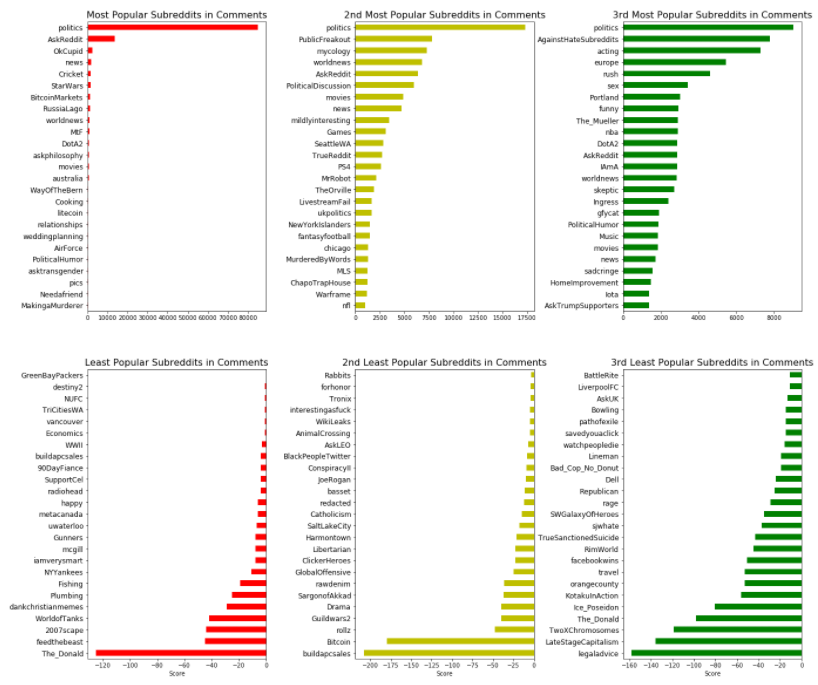 Most Popular Subreddits in Comments
politics
AskReddit
OkCupid
news
Cricket
StarWars
BitcoinMarkets
RussiaLago
worldnews
MtF
DotA2
askphilosophy
movies
australia
WayOfTheBern
Cooking
litecoin
relationships
weddingplanning
AirForce
PoliticalHumor
asktransgender
pics
Needafriend
MakingaMurderer
0 10000 20000 30000 40000 50000 60000 70000 80000
2nd Most Popular Subreddits in Comments
politics
PublicFreakout
mycology
worldnews
AskReddit
PoliticalDiscussion
movies
news
mildlyinteresting
Games
SeattleWA
TrueReddit
PS4
MrRobot
TheOrville
LivestreamFail
ukpolitics
NewYorkIslanders
fantasyfootball
chicago
MurderedByWords
MLS
ChapoTrapHouse
Warframe
nfl
0 2500 5000 7500 10000 12500 15000 17500
3rd Most Popular Subreddits in Comments
politics
AgainstHateSubreddits
acting
europe
rush
sex
Portland
funny
The_Mueller
nba
DotA2
AskReddit
IAmA
worldnews
skeptic
Ingress
gfycat
PoliticalHumor
Music
movies
news
sadcringe
HomeImprovement
Iota
AskTrumpSupporters
0 2000 4000 6000 8000
Least Popular Subreddits in Comments
GreenBayPackers
destiny2
NUFC
TriCitiesWA
vancouver
Economics
WWII
buildapcsales
90DayFiance
SupportCel
radiohead
happy
metacanada
uwaterloo
Gunners
mcgill
iamverysmart
NYYankees
Fishing
Plumbing
dankchristianmemes
WorldofTanks
2007scape
feedthebeast
The_Donald
−120 −100 −80 −60 −40 −20 0
Score
2nd Least Popular Subreddits in Comments
Rabbits
forhonor
Tronix
interestingasfuck
WikiLeaks
AnimalCrossing
AskLEO
BlackPeopleTwitter
ConspiracyII
JoeRogan
basset
redacted
Catholicism
SaltLakeCity
Harmontown
Libertarian
ClickerHeroes
GlobalOffensive
rawdenim
SargonofAkkad
Drama
Guildwars2
rollz
Bitcoin
buildapcsales
−200 −175 −150 −125 −100 −75 −50 −25 0
Score
3rd Least Popular Subreddits in Comments
BattleRite
LiverpoolFC
AskUK
Bowling
pathofexile
savedyouaclick
watchpeopledie
Lineman
Bad_Cop_No_Donut
Dell
Republican
rage
SWGalaxyOfHeroes
sjwhate
TrueSanctionedSuicide
RimWorld
facebookwins
travel
orangecounty
KotakuInAction
Ice_Poseidon
The_Donald
TwoXChromosomes
LateStageCapitalism
legaladvice
−160 −140 −120 −100 −80 −60 −40 −20 0
Score